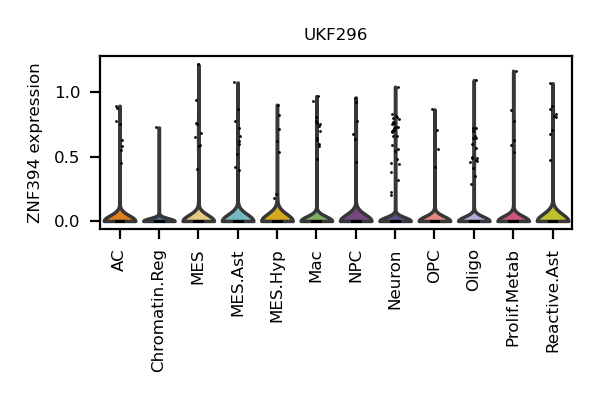 UKF296
ZNF394 expression
1.0
0.5
0.0
AC
Chromatin.Reg
MES
MES.Ast
MES.Hyp
Mac
NPC
Neuron
OPC
Oligo
Prolif.Metab
Reactive.Ast